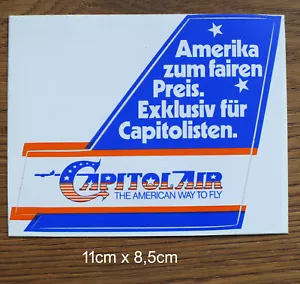 Amerika
zum fairen
Preis.
Exklusiv für
Capitolisten.
CAPITOL AIR
THE AMERICAN WAY TO FLY
11cm x 8,5cm